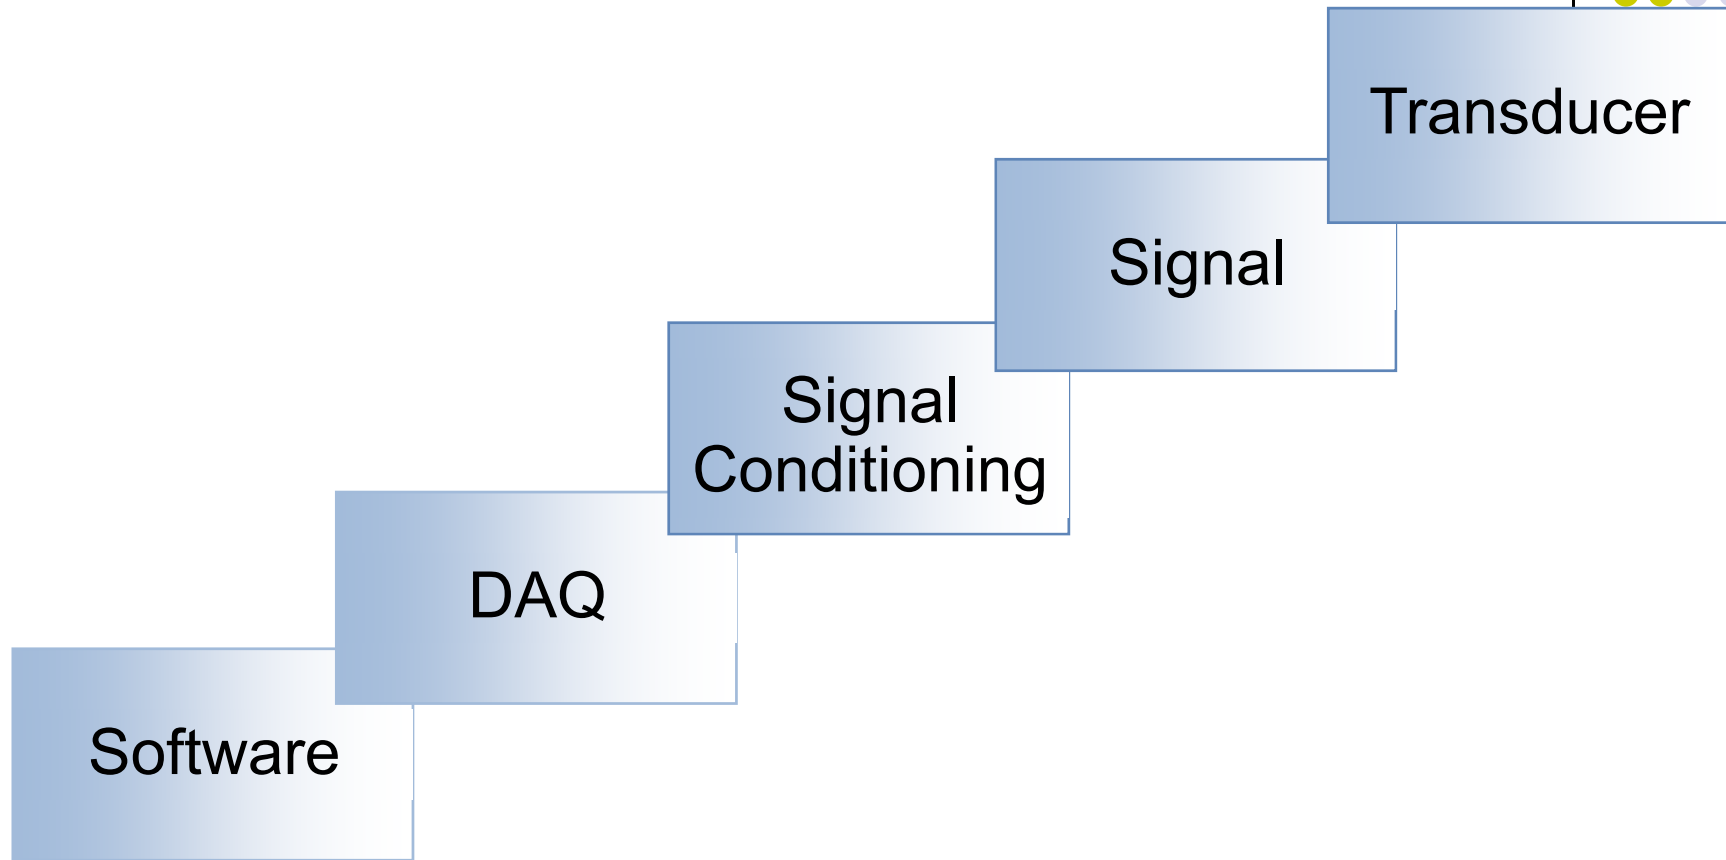 Transducer
Signal
Signal
Conditioning
DAQ
Software